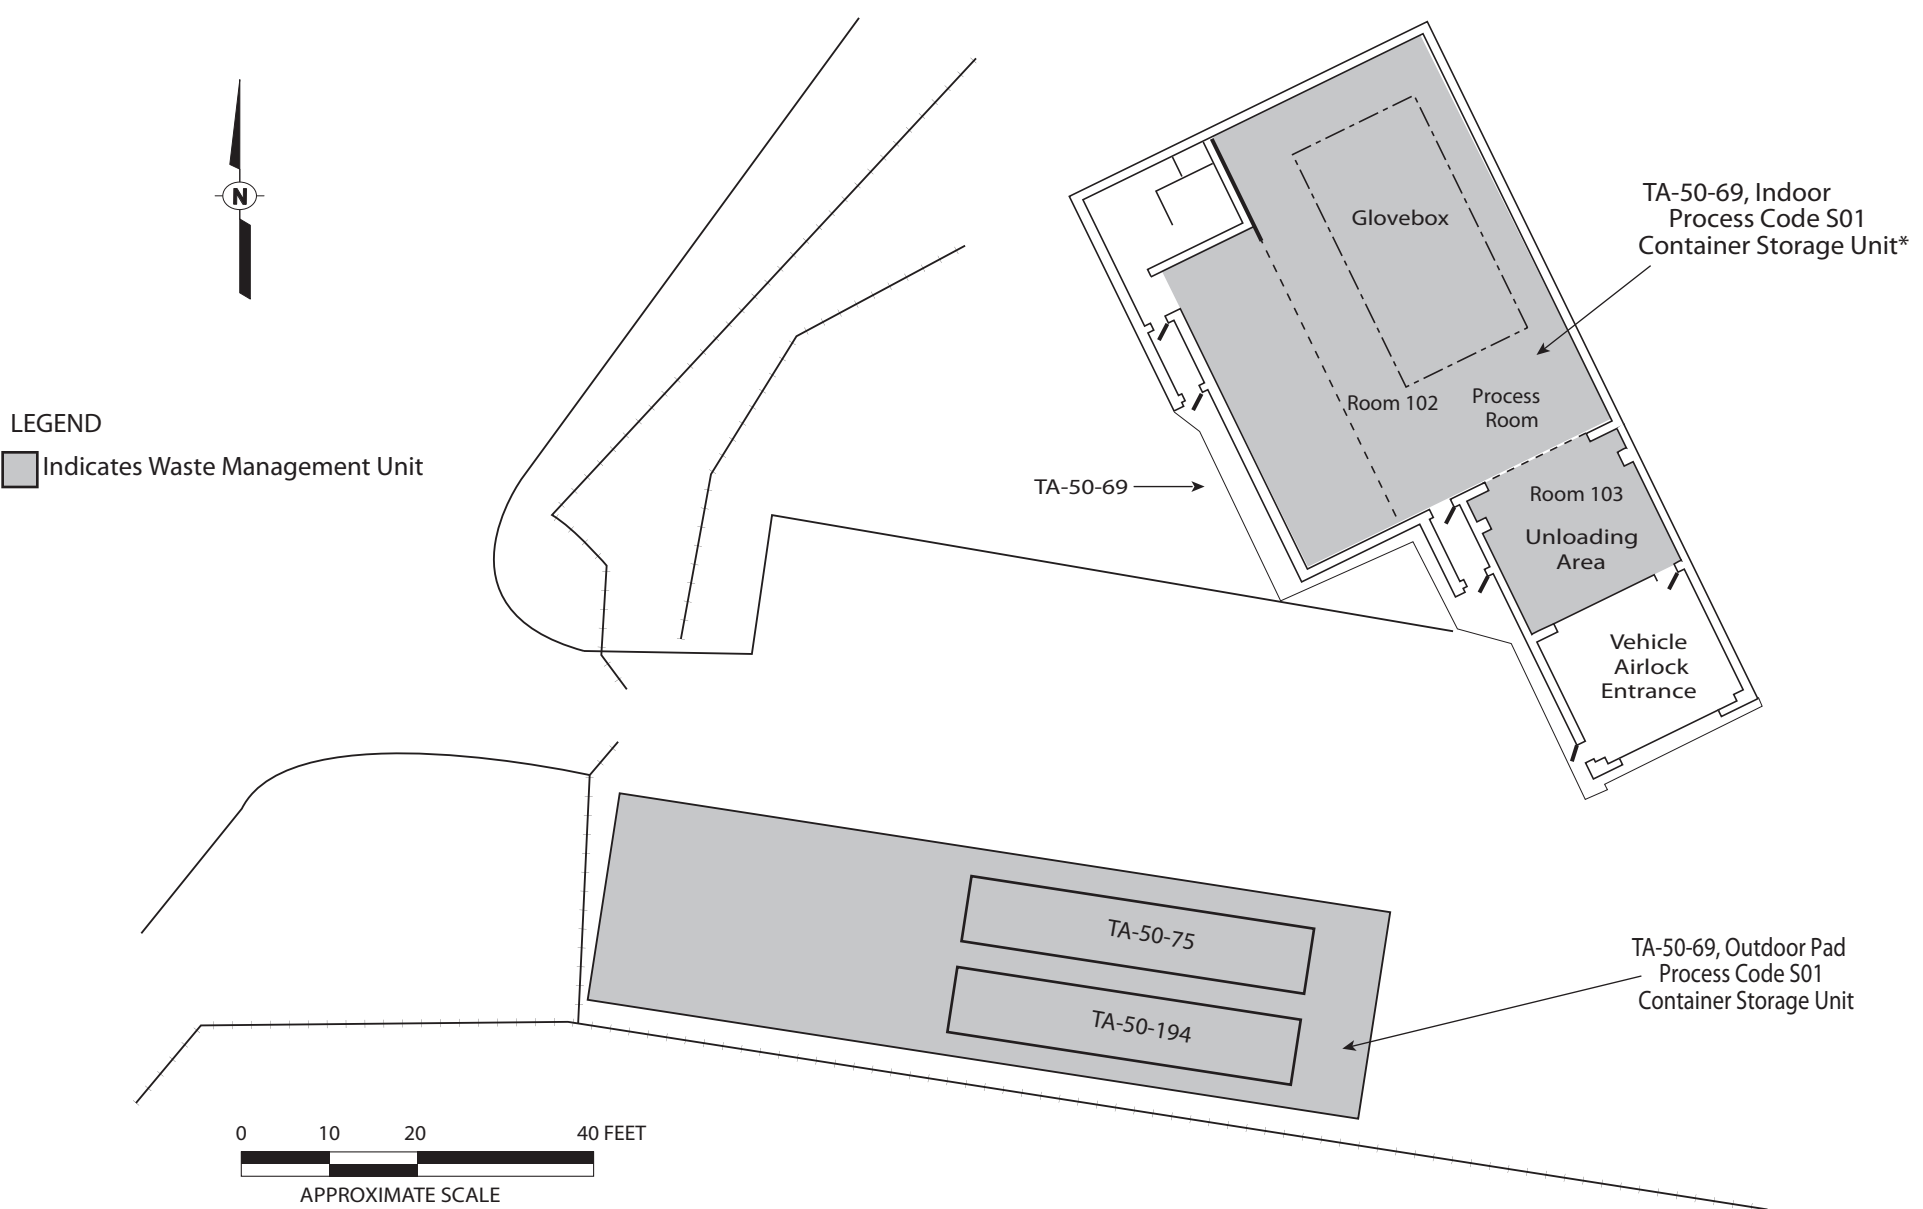 N
LEGEND
Indicates Waste Management Unit
Glovebox
TA-50-69, Indoor
Process Code S01
Container Storage Unit*
Room 102
Process
Room
TA-50-69
Room 103
Unloading
Area
Vehicle
Airlock
Entrance
TA-50-75
TA-50-194
TA-50-69, Outdoor Pad
Process Code S01
Container Storage Unit
0 10 20 40 FEET
APPROXIMATE SCALE